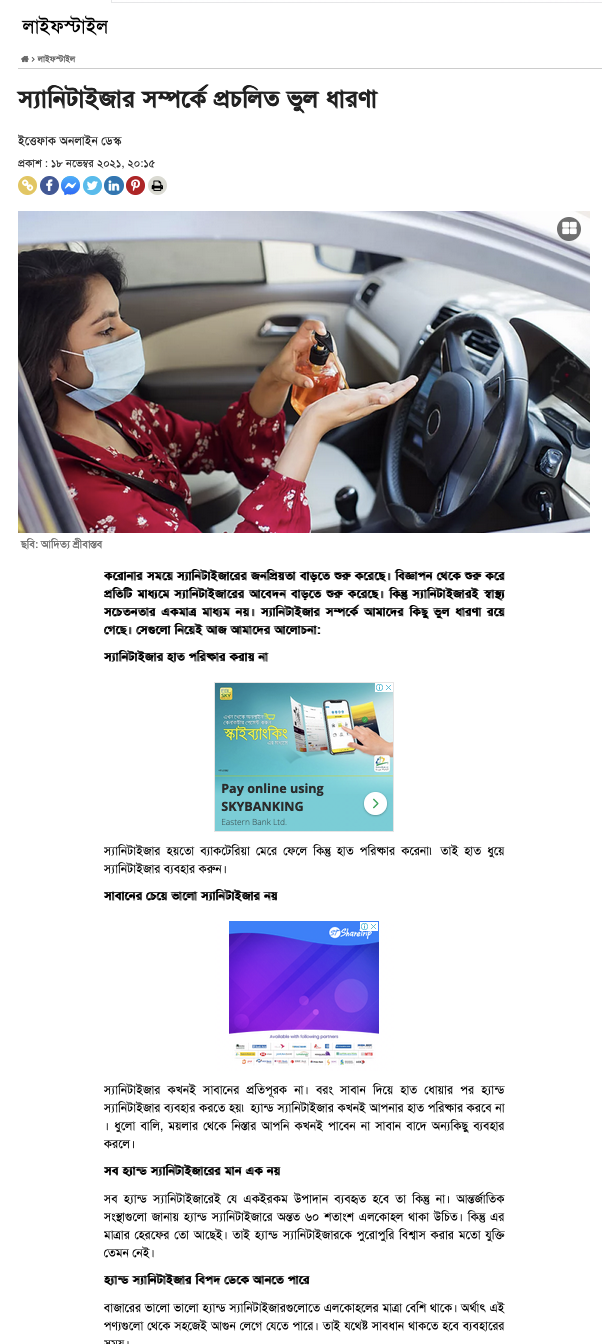 লাইফস্টাইল
লাইফস্টাইল
স্যানিটাইজার সম্পর্কে প্রচলিত ভুল ধারণা
ইত্তেফাক অনলাইন ডেস্ক
প্রকাশ : ১৮ নভেম্বর ২০২১, ২০:১৫
ছবি: আদিত্য শ্রীবাস্তব
করোনার সময়ে স্যানিটাইজারের জনপ্রিয়তা বাড়তে শুরু করেছে। বিজ্ঞাপন থেকে শুরু করে
প্রতিটি মাধ্যমে স্যানিটাইজারের আবেদন বাড়তে শুরু করেছে। কিন্তু স্যানিটাইজারই স্বাস্থ্য
সচেতনতার একমাত্র মাধ্যম নয়। স্যানিটাইজার সম্পর্কে আমাদের কিছু ভুল ধারণা রয়ে
গেছে। সেগুলো নিয়েই আজ আমাদের আলোচনা:
স্যানিটাইজার হাত পরিষ্কার করায় না
স্কাইব্যাংকিং
Pay online using
SKYBANKING
Eastern Bank Ltd.
স্যানিটাইজার হয়তো ব্যাকটেরিয়া মেরে ফেলে কিন্তু হাত পরিষ্কার করেনা৷ তাই হাত ধুয়ে
স্যানিটাইজার ব্যবহার করুন।
সাবানের চেয়ে ভালো স্যানিটাইজার নয়
ST Sharetrip
Available with following partners
স্যানিটাইজার কখনই সাবানের প্রতিপূরক না। বরং সাবান দিয়ে হাত ধোয়ার পর হ্যান্ড
স্যানিটাইজার ব্যবহার করতে হয়৷ হ্যান্ড স্যানিটাইজার কখনই আপনার হাত পরিষ্কার করবে না
। ধুলো বালি, ময়লার থেকে নিস্তার আপনি কখনই পাবেন না সাবান বাদে অন্যকিছু ব্যবহার
করলে।
সব হ্যান্ড স্যানিটাইজারের মান এক নয়
সব হ্যান্ড স্যানিটাইজারেই যে একইরকম উপাদান ব্যবহৃত হবে তা কিন্তু না। আন্তর্জাতিক
সংস্থাগুলো জানায় হ্যান্ড স্যানিটাইজারে অন্তত ৬০ শতাংশ এলকোহল থাকা উচিত। কিন্তু এর
মাত্রার হেরফের তো আছেই। তাই হ্যান্ড স্যানিটাইজারকে পুরোপুরি বিশ্বাস করার মতো যুক্তি
তেমন নেই।
হ্যান্ড স্যানিটাইজার বিপদ ডেকে আনতে পারে
বাজারের ভালো ভালো হ্যান্ড স্যানিটাইজারগুলোতে এলকোহলের মাত্রা বেশি থাকে। অর্থাৎ এই
পণ্যগুলো থেকে সহজেই আগুন লেগে যেতে পারে। তাই যথেষ্ট সাবধান থাকতে হবে ব্যবহারের